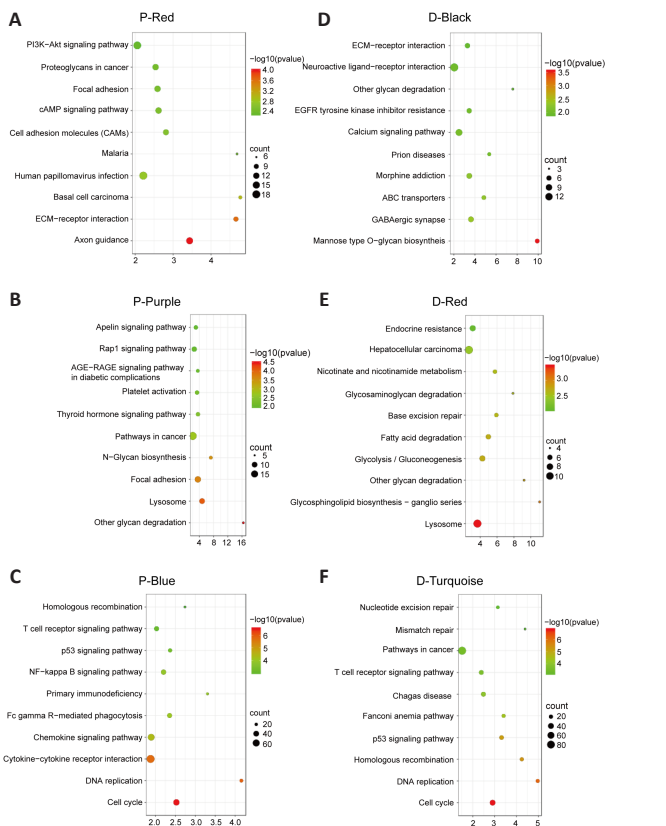 A
P-Red
PI3K−Akt signaling pathway
Proteoglycans in cancer
Focal adhesion
cAMP signaling pathway
Cell adhesion molecules (CAMs)
Malaria
Human papillomavirus infection
Basal cell carcinoma
ECM−receptor interaction
Axon guidance
2 3 4
−log10(pvalue)
4.0
3.6
3.2
2.8
2.4
count
6
9
12
15
18
D
D-Black
ECM−receptor interaction
Neuroactive ligand−receptor interaction
Other glycan degradation
EGFR tyrosine kinase inhibitor resistance
Calcium signaling pathway
Prion diseases
Morphine addiction
ABC transporters
GABAergic synapse
Mannose type O−glycan biosyntheis
2 4 6 8 10
−log10(pvalue)
3.5
3.0
2.5
2.0
count
3
6
9
12
B
P-Purple
Apelin signaling pathway
Rap1 signaling pathway
AGE−RAGE signaling pathway
in diabetic complications
Platelet activation
Thyroid hormone signaling pathway
Pathways in cancer
N−Glycan biosynthesis
Focal adhesion
Lysosome
Other glycan degradation
4 8 12 16
−log10(pvalue)
4.5
4.0
3.5
3.0
2.5
2.0
count
5
10
15
E
D-Red
Endocrine resistance
Hepatocellular carcinoma
Nicotinate and nicotinamide metabolism
Glycosaminoglycan degradation
Base excision repair
Fatty acid degradation
Glycolysis / Gluconeogenesis
Other glycan degradation
Glycosphingolipid biosynthesis − ganglio series
Lysosome
4 6 8 10
−log10(pvalue)
3.0
2.5
count
4
6
8
10
C
P-Blue
Homologous recombination
T cell receptor signaling pathway
p53 signaling pathway
NF−kappa B signaling pathway
Primary immunodeficiency
Fc gamma R−mediated phagocytosis
Chemokine signaling pathway
Cytokine−cytokine receptor interaction
DNA replication
Cell cycle
2.0 2.5 3.0 3.5 4.0
−log10(pvalue)
6
5
4
count
20
40
60
F
D-Turquoise
Nucleotide excision repair
Mismatch repair
Pathways in cancer
T cell receptor signaling pathway
Chagas disease
Fanconi anemia pathway
p53 signaling pathway
Homologous recombination
DNA replication
Cell cycle
2 3 4 5
−log10(pvalue)
6
5
4
count
20
40
60
80